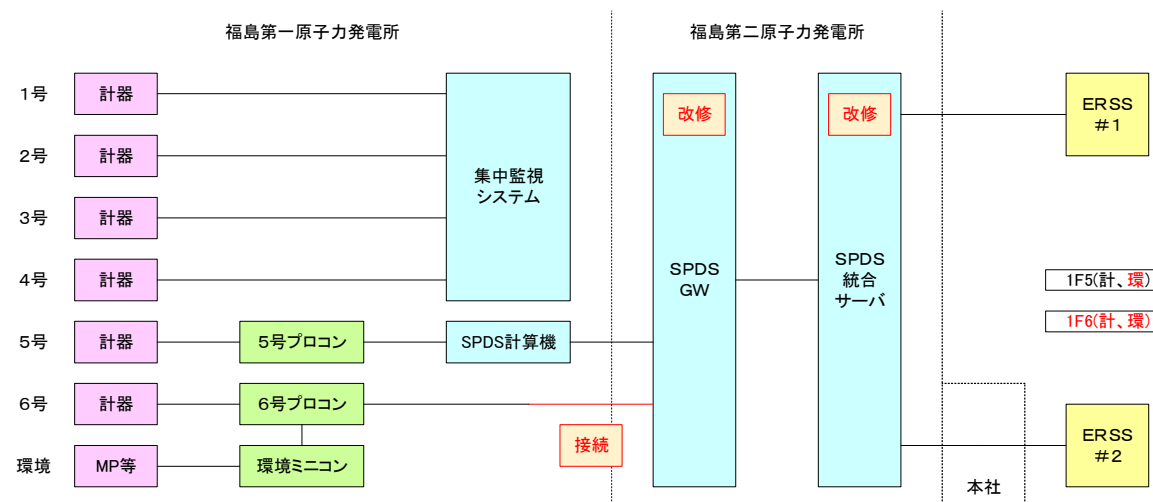 福島第一原子力発電所
福島第二原子力発電所
1号
計器
2号
計器
3号
計器
4号
計器
集中監視
システム
5号
計器
5号プロコン
SPDS計算機
6号
計器
6号プロコン
接続
環境
MP等
環境ミニコン
改修
SPDS
GW
改修
SPDS
統合
サーバ
ERSS
#1
1F5(計、環)
1F6(計、環)
ERSS
#2
本社